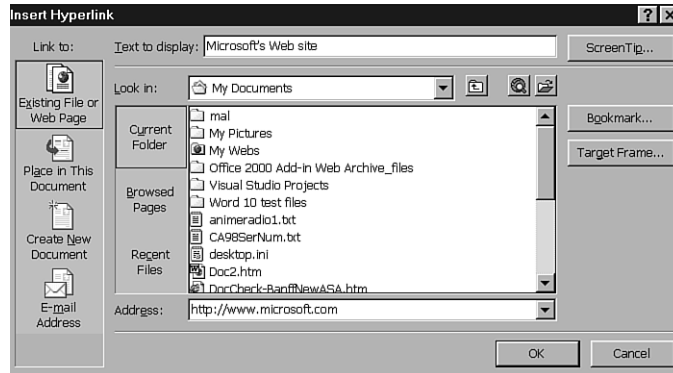 Insert Hyperlink
Link to:
Text to display: Microsoft's Web site
ScreenTip...
Existing File or
Web Page
Place in This
Document
Create New
Document
E-mail
Address
Look in: My Documents
Current
Folder
Browsed
Pages
Recent
Files
mal
My Pictures
My Webs
Office 2000 Add-in Web Archive_files
Visual Studio Projects
Word 10 test files
animeradio1.txt
CA98SerNum.txt
desktop.ini
Doc2.htm
DocCheck-BanffNewASA.htm
Bookmark...
Target Frame...
Address: http://www.microsoft.com
OK
Cancel